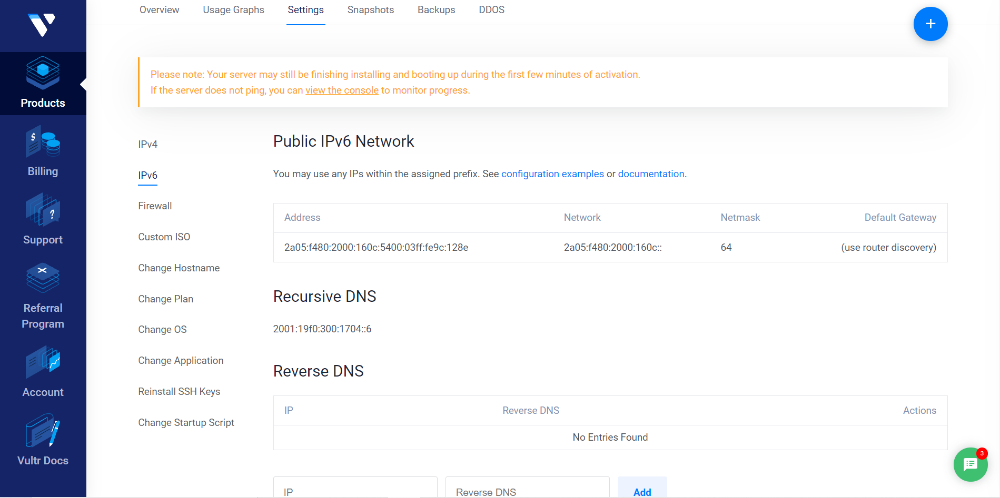 Overview Usage Graphs Settings Snapshots Backups DDOS
+
Products
Billing
Support
Referral
Program
Account
Vultr Docs
Please note: Your server may still be finishing installing and booting up during the first few minutes of activation.
If the server does not ping, you can view the console to monitor progress.
IPv4
IPv6
Firewall
Custom ISO
Change Hostname
Change Plan
Change OS
Change Application
Reinstall SSH Keys
Change Startup Script
Public IPv6 Network
You may use any IPs within the assigned prefix. See configuration examples or documentation.
Address Network Netmask Default Gateway
2a05:f480:2000:160c:5400:03ff:fe9c:128e 2a05:f480:2000:160c:: 64 (use router discovery)
Recursive DNS
2001:19f0:300:1704::6
Reverse DNS
IP Reverse DNS Actions
No Entries Found
IP Reverse DNS Add
3